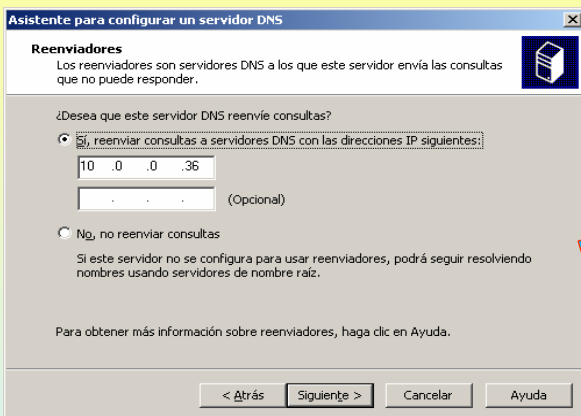 Asistente para configurar un servidor DNS
Reenviadores
Los reenviadores son servidores DNS a los que este servidor envía las consultas
que no puede responder.
¿Desea que este servidor DNS reenvíe consultas?
Sí, reenviar consultas a servidores DNS con las direcciones IP siguientes:
10 .0 .0 .36
. . . (Opcional)
No, no reenviar consultas
Si este servidor no se configura para usar reenviadores, podrá seguir resolviendo
nombres usando servidores de nombre raíz.
Para obtener más información sobre reenviadores, haga clic en Ayuda.
< Atrás Siguiente > Cancelar Ayuda